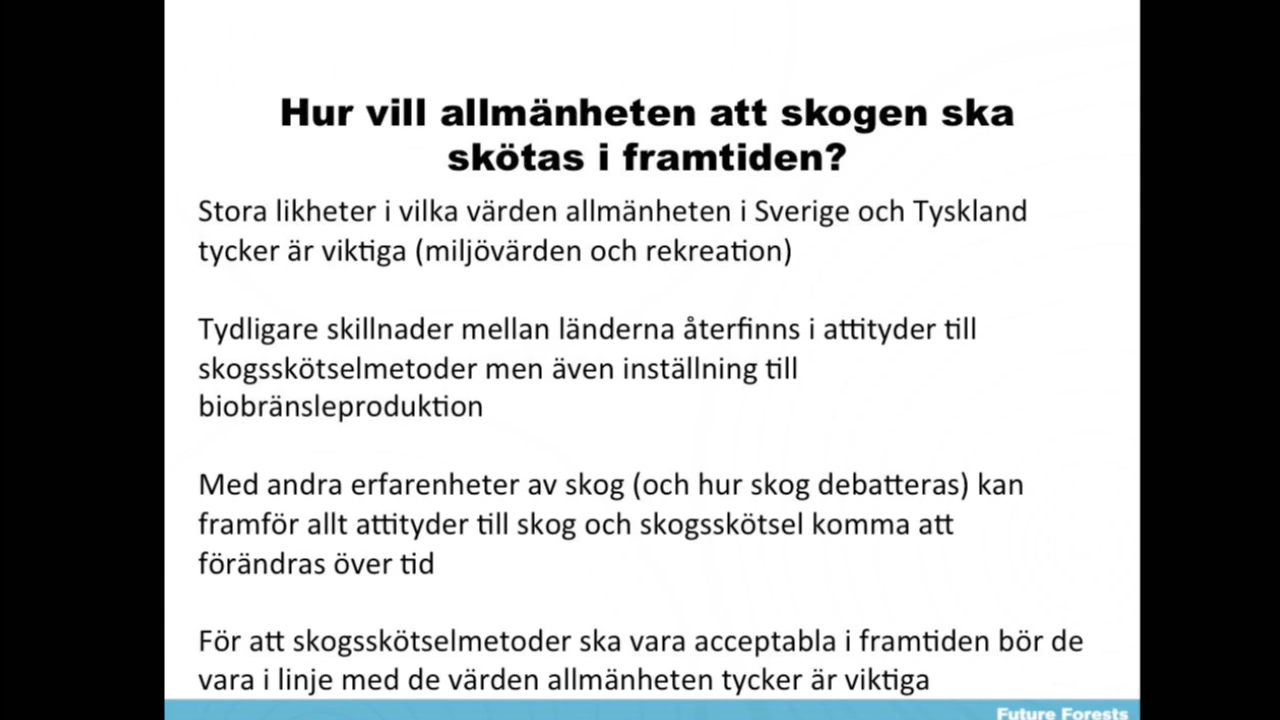 Hur vill allmänheten att skogen ska
skötas i framtiden?
Stora likheter i vilka värden allmänheten i Sverige och Tyskland
tycker är viktiga (miljövärden och rekreation)
Tydligare skillnader mellan länderna återfinns i attityder till
skogsskötselmetoder men även inställning till
biobränsleproduktion
Med andra erfarenheter av skog (och hur skog debatteras) kan
framför allt attityder till skog och skogsskötsel komma att
förändras över tid
För att skogsskötselmetoder ska vara acceptabla i framtiden bör de
vara i linje med de värden allmänheten tycker är viktiga
Future Forests